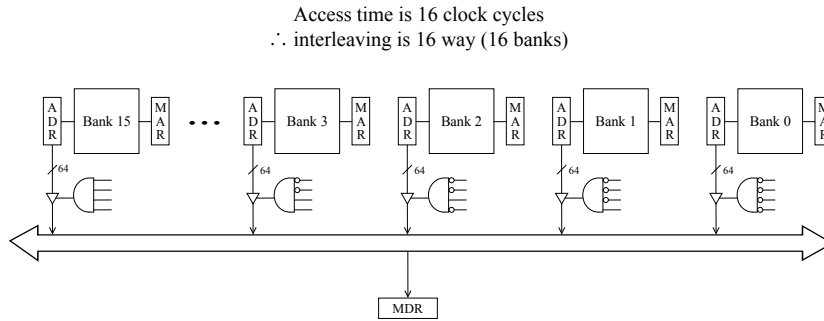 Access time is 16 clock cycles
∴ interleaving is 16 way (16 banks)
A D R
Bank 15
M A R
• • •
A D R
Bank 3
M A R
A D R
Bank 2
M A R
A D R
Bank 1
M A R
A D R
Bank 0
M A R
64
64
64
64
64
MDR